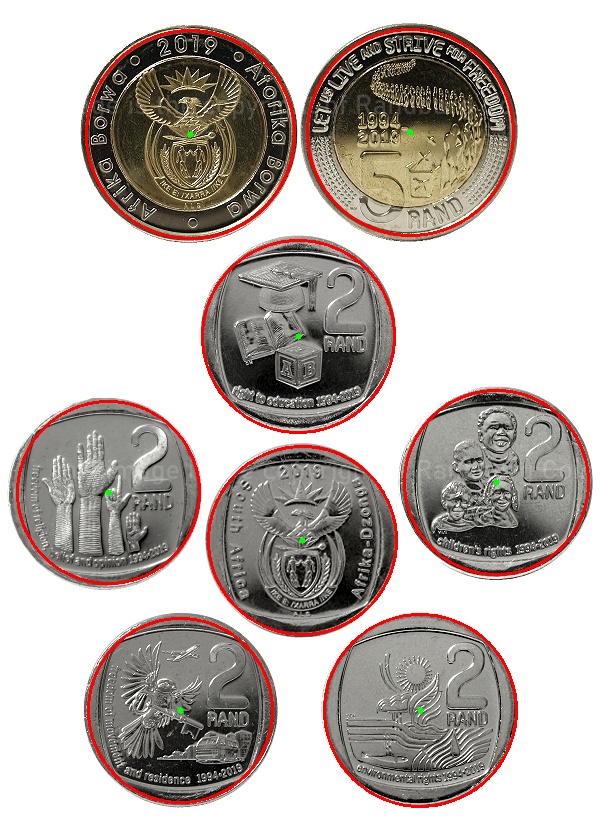 Afrika Borwa • 2019 • Aforika Borwa
!KE E: /XARRA //KE
ALS
LET US LIVE AND STRIVE FOR FREEDOM
1994
2019
5
RAND
2
RAND
right to education 1994-2019
2
RAND
freedom of religion, belief and opinion 1994-2019
2019
South Africa
Afrika-Dzonga
!KE E: /XARRA //KE
ALS
2
RAND
children's rights 1994-2019
2
RAND
freedom of movement and residence 1994-2019
2
RAND
environmental rights 1994-2019